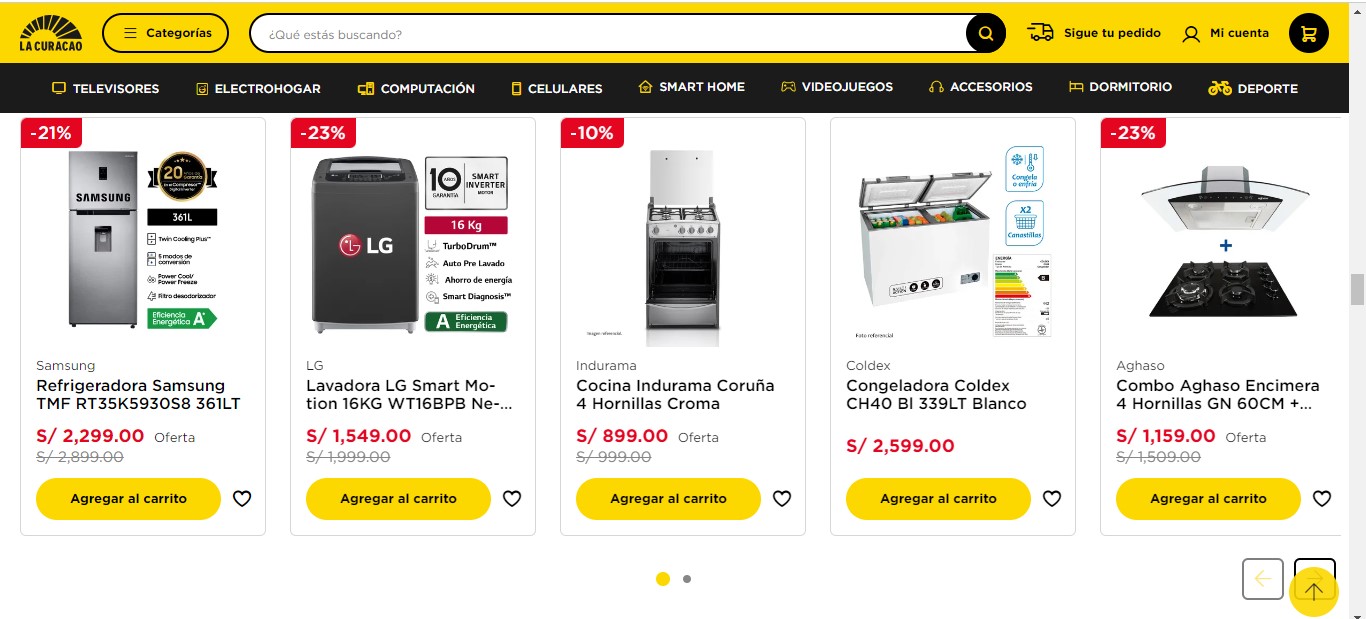 LA CURACAO
Categorías
¿Qué estás buscando?
Sigue tu pedido
Mi cuenta
TELEVISORES
ELECTROHOGAR
COMPUTACIÓN
CELULARES
SMART HOME
VIDEOJUEGOS
ACCESORIOS
DORMITORIO
DEPORTE
-21%
SAMSUNG
20
361L
Twin Cooling Plus™
5 modos de
conversión
Power Cool/
Power Freeze
Filtro desodorizador
Eficiencia
Energética A
Samsung
Refrigeradora Samsung
TMF RT35K5930S8 361LT
S/ 2,299.00 Oferta
S/ 2,899.00
Agregar al carrito
-23%
LG
10 AÑOS
GARANTÍA
SMART
INVERTER
MOTOR
16 Kg
TurboDrum™
Auto Pre Lavado
Ahorro de energía
Smart Diagnosis™
A Eficiencia
Energética
LG
Lavadora LG Smart Mo-
tion 16KG WT16BPB Ne-...
S/ 1,549.00 Oferta
S/ 1,999.00
Agregar al carrito
-10%
Imagen referencial.
Indurama
Cocina Indurama Coruña
4 Hornillas Croma
S/ 899.00 Oferta
S/ 999.00
Agregar al carrito
Congela
o enfría
x2
Canastillas
ENERGÍA
Foto referencial
Coldex
Congeladora Coldex
CH40 Bl 339LT Blanco
S/ 2,599.00
Agregar al carrito
-23%
+
Aghaso
Combo Aghaso Encimera
4 Hornillas GN 60CM +...
S/ 1,159.00 Oferta
S/ 1,509.00
Agregar al carrito